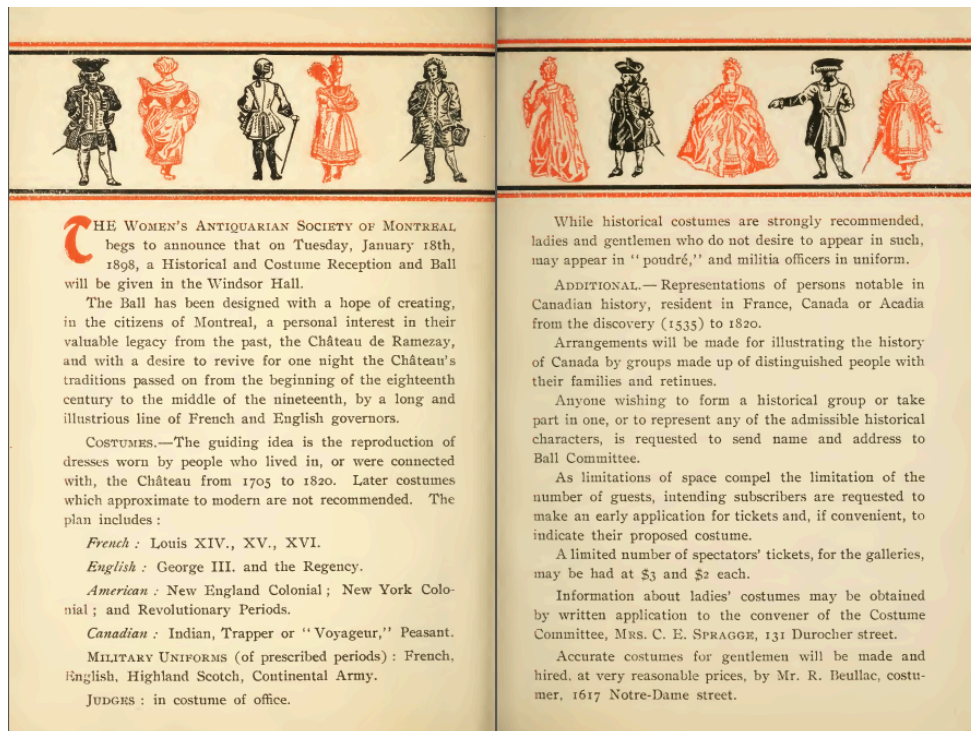 THE WOMEN'S ANTIQUARIAN SOCIETY OF MONTREAL
begs to announce that on Tuesday, January 18th,
1898, a Historical and Costume Reception and Ball
will be given in the Windsor Hall.
The Ball has been designed with a hope of creating,
in the citizens of Montreal, a personal interest in their
valuable legacy from the past, the Château de Ramezay,
and with a desire to revive for one night the Château's
traditions passed on from the beginning of the eighteenth
century to the middle of the nineteenth, by a long and
illustrious line of French and English governors.
COSTUMES.—The guiding idea is the reproduction of
dresses worn by people who lived in, or were connected
with, the Château from 1705 to 1820. Later costumes
which approximate to modern are not recommended. The
plan includes :
French : Louis XIV., XV., XVI.
English : George III. and the Regency.
American : New England Colonial ; New York Colo-
nial ; and Revolutionary Periods.
Canadian : Indian, Trapper or "Voyageur," Peasant.
MILITARY UNIFORMS (of prescribed periods) : French,
English, Highland Scotch, Continental Army.
JUDGES : in costume of office.
While historical costumes are strongly recommended,
ladies and gentlemen who do not desire to appear in such,
may appear in "poudré," and militia officers in uniform.
ADDITIONAL.— Representations of persons notable in
Canadian history, resident in France, Canada or Acadia
from the discovery (1535) to 1820.
Arrangements will be made for illustrating the history
of Canada by groups made up of distinguished people with
their families and retinues.
Anyone wishing to form a historical group or take
part in one, or to represent any of the admissible historical
characters, is requested to send name and address to
Ball Committee.
As limitations of space compel the limitation of the
number of guests, intending subscribers are requested to
make an early application for tickets and, if convenient, to
indicate their proposed costume.
A limited number of spectators' tickets, for the galleries,
may be had at $3 and $2 each.
Information about ladies' costumes may be obtained
by written application to the convener of the Costume
Committee, MRS. C. E. SPRAGGE, 131 Durocher street.
Accurate costumes for gentlemen will be made and
hired, at very reasonable prices, by Mr. R. Beullac, costu-
mer, 1617 Notre-Dame street.